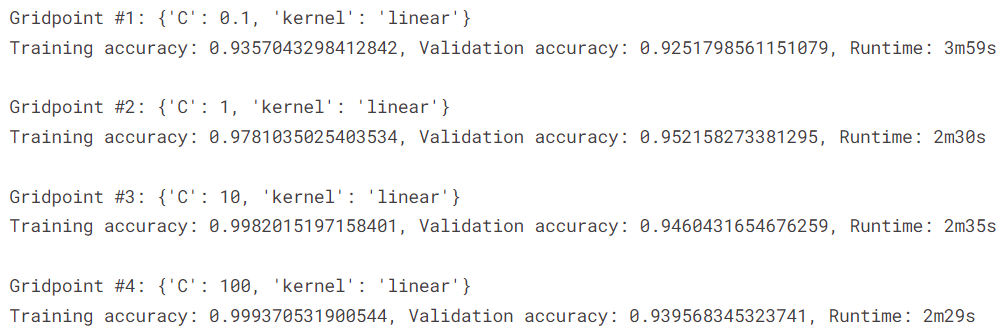 Gridpoint #1: {'C': 0.1, 'kernel': 'linear'}
Training accuracy: 0.9357043298412842, Validation accuracy: 0.9251798561151079, Runtime: 3m59s
Gridpoint #2: {'C': 1, 'kernel': 'linear'}
Training accuracy: 0.9781035025403534, Validation accuracy: 0.952158273381295, Runtime: 2m30s
Gridpoint #3: {'C': 10, 'kernel': 'linear'}
Training accuracy: 0.9982015197158401, Validation accuracy: 0.9460431654676259, Runtime: 2m35s
Gridpoint #4: {'C': 100, 'kernel': 'linear'}
Training accuracy: 0.999370531900544, Validation accuracy: 0.939568345323741, Runtime: 2m29s